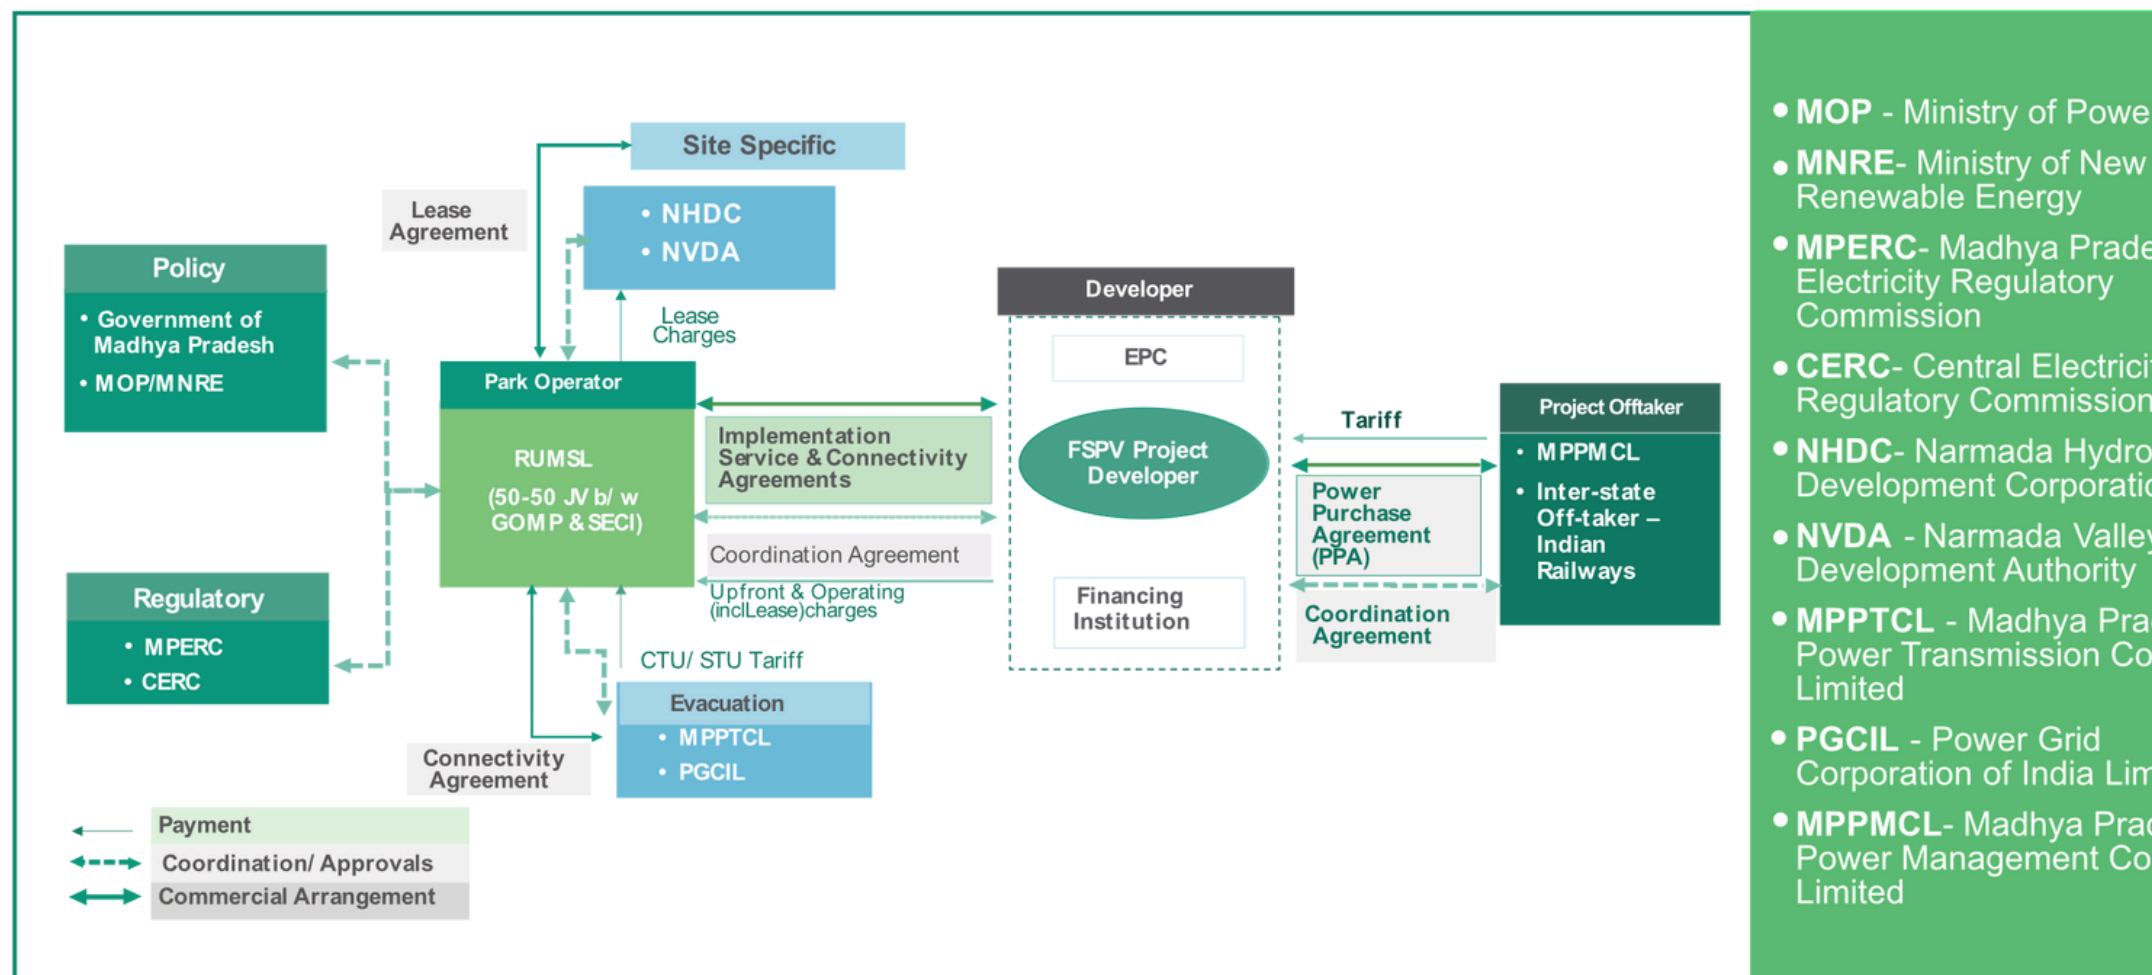 Site Specific
• NHDC
• NVDA
Lease
Agreement
Lease
Charges
Policy
• Government of
Madhya Pradesh
• MOP/MNRE
Regulatory
• MPERC
• CERC
Park Operator
RUMSL
(50-50 JV b/ w
GOMP & SECI)
Implementation
Service & Connectivity
Agreements
Coordination Agreement
Upfront & Operating
(inclLease)charges
CTU/ STU Tariff
Evacuation
• MPPTCL
• PGCIL
Connectivity
Agreement
Developer
EPC
FSPV Project
Developer
Financing
Institution
Tariff
Power
Purchase
Agreement
(PPA)
Coordination
Agreement
Project Offtaker
• MPPMCL
• Inter-state
Off-taker –
Indian
Railways
Payment
Coordination/ Approvals
Commercial Arrangement
• MOP - Ministry of Powe
• MNRE- Ministry of New
Renewable Energy
• MPERC- Madhya Prade
Electricity Regulatory
Commission
• CERC- Central Electricit
Regulatory Commission
• NHDC- Narmada Hydro
Development Corporatio
• NVDA - Narmada Valley
Development Authority
• MPPTCL - Madhya Prad
Power Transmission Co
Limited
• PGCIL - Power Grid
Corporation of India Lim
• MPPMCL- Madhya Prad
Power Management Co
Limited